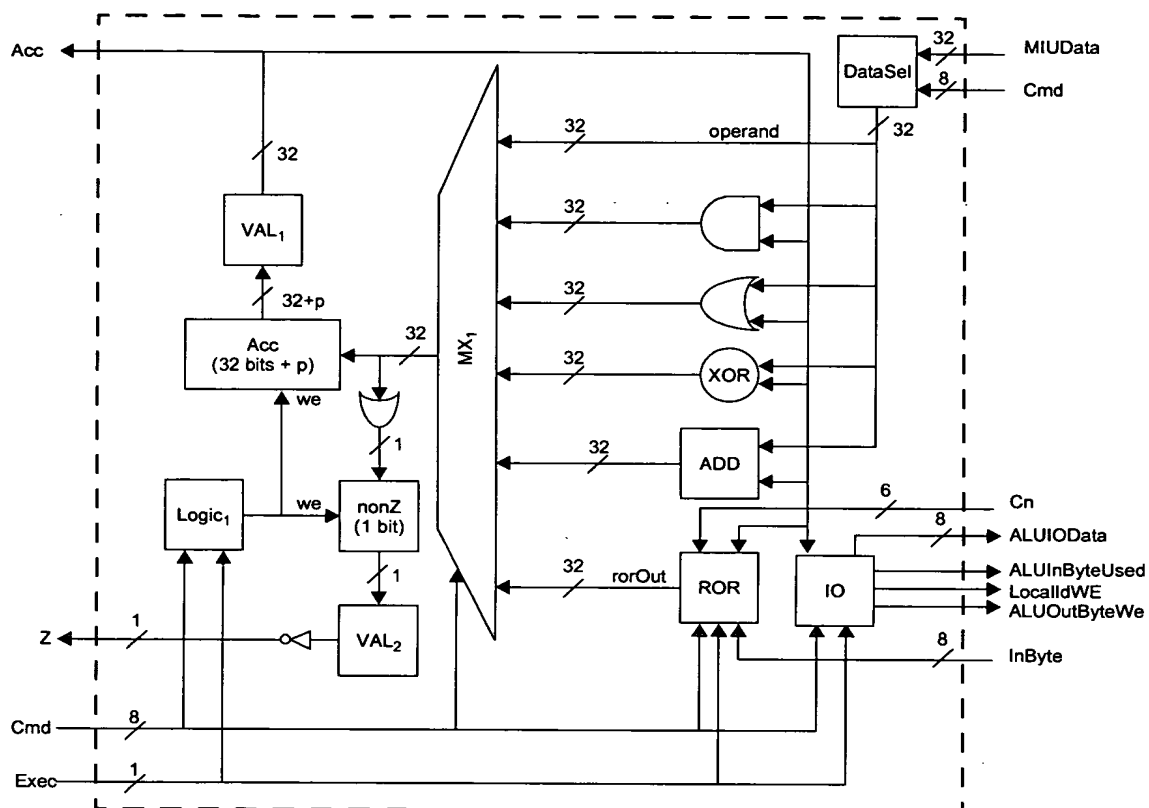 Acc
32
MIUData
DataSel
8
Cmd
32
32
operand
32
VAL1
32
32+p
32
Acc
(32 bits + p)
32
MX1
32
XOR
we
1
32
ADD
6
Cn
Logic1
we
nonZ
(1 bit)
8
ALUIOData
32
rorOut
ROR
IO
ALUInByteUsed
LocalIdWE
ALUOutByteWe
1
Z
1
VAL2
8
InByte
Cmd
8
Exec
1